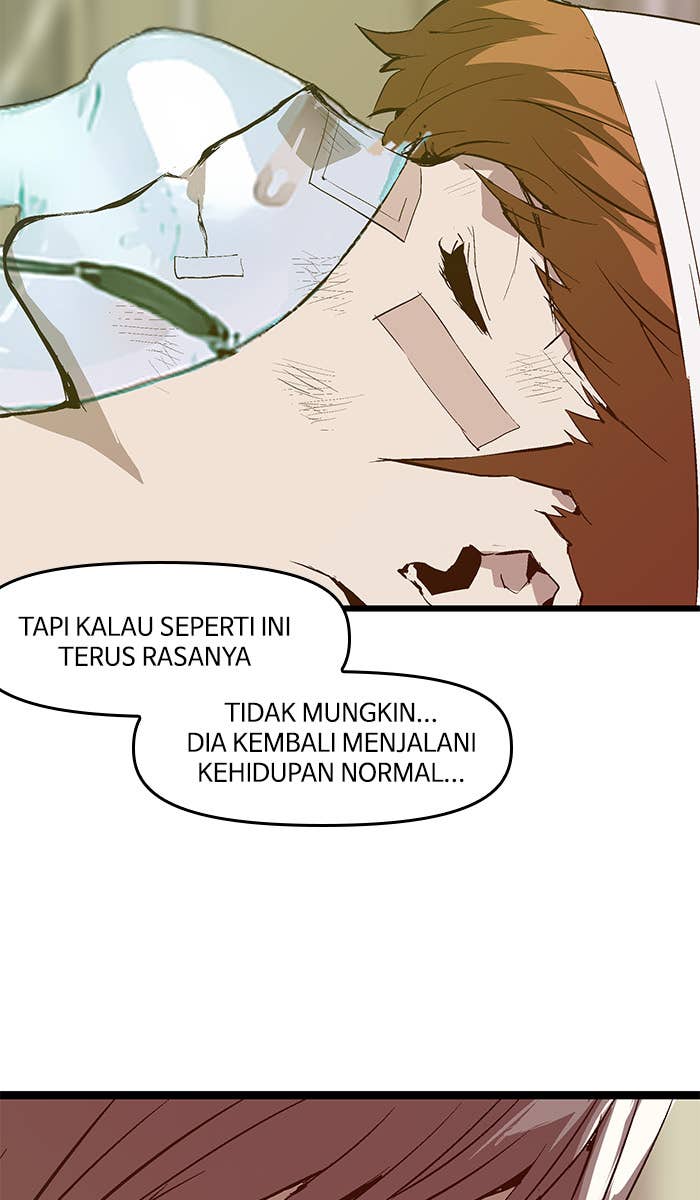 TAPI KALAU SEPERTI INI
TERUS RASANYA
TIDAK MUNGKIN...
DIA KEMBALI MENJALANI
KEHIDUPAN NORMAL...